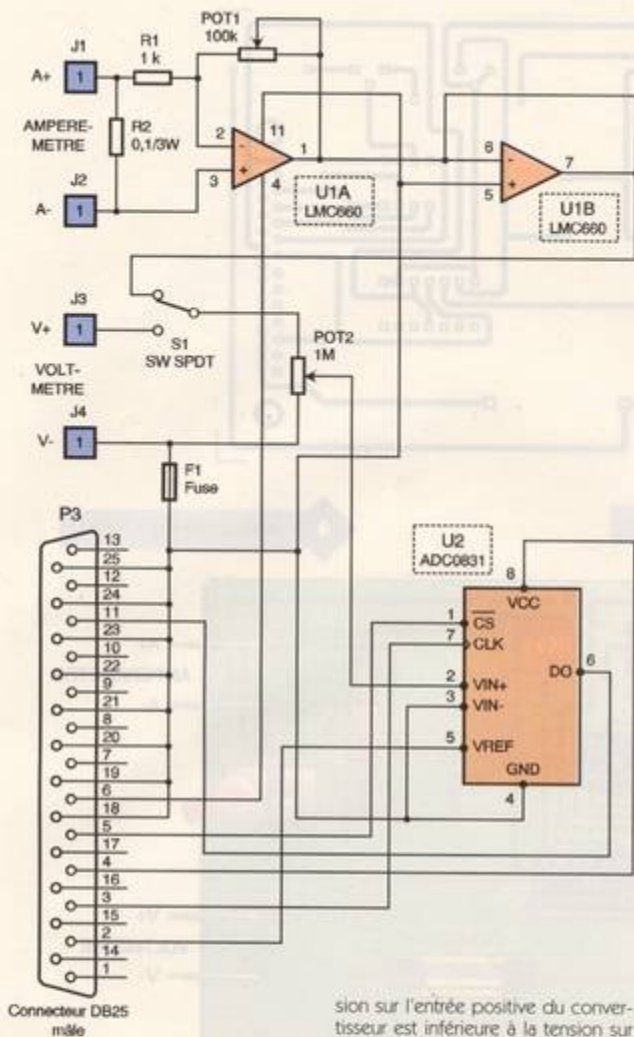 POT1
100k
J1
R1
1 k
A+
1
AMPERE-
METRE
R2
0,1/3W
2
3
11
1
4
U1A
LMC660
6
5
7
U1B
LMC660
J2
A-
1
J3
V+
1
S1
SW SPDT
POT2
1M
VOLT-
METRE
J4
V-
1
F1
Fuse
P3
13
25
12
24
11
23
10
22
9
21
8
20
7
19
6
18
5
17
4
16
3
15
2
14
1
U2
ADC0831
8
VCC
1
CS
7
CLK
2
VIN+
3
VIN-
5
VREF
DO
6
GND
4
Connecteur DB25
mâle
sion sur l'entrée positive du conver-
tisseur est inférieure à la tension sur